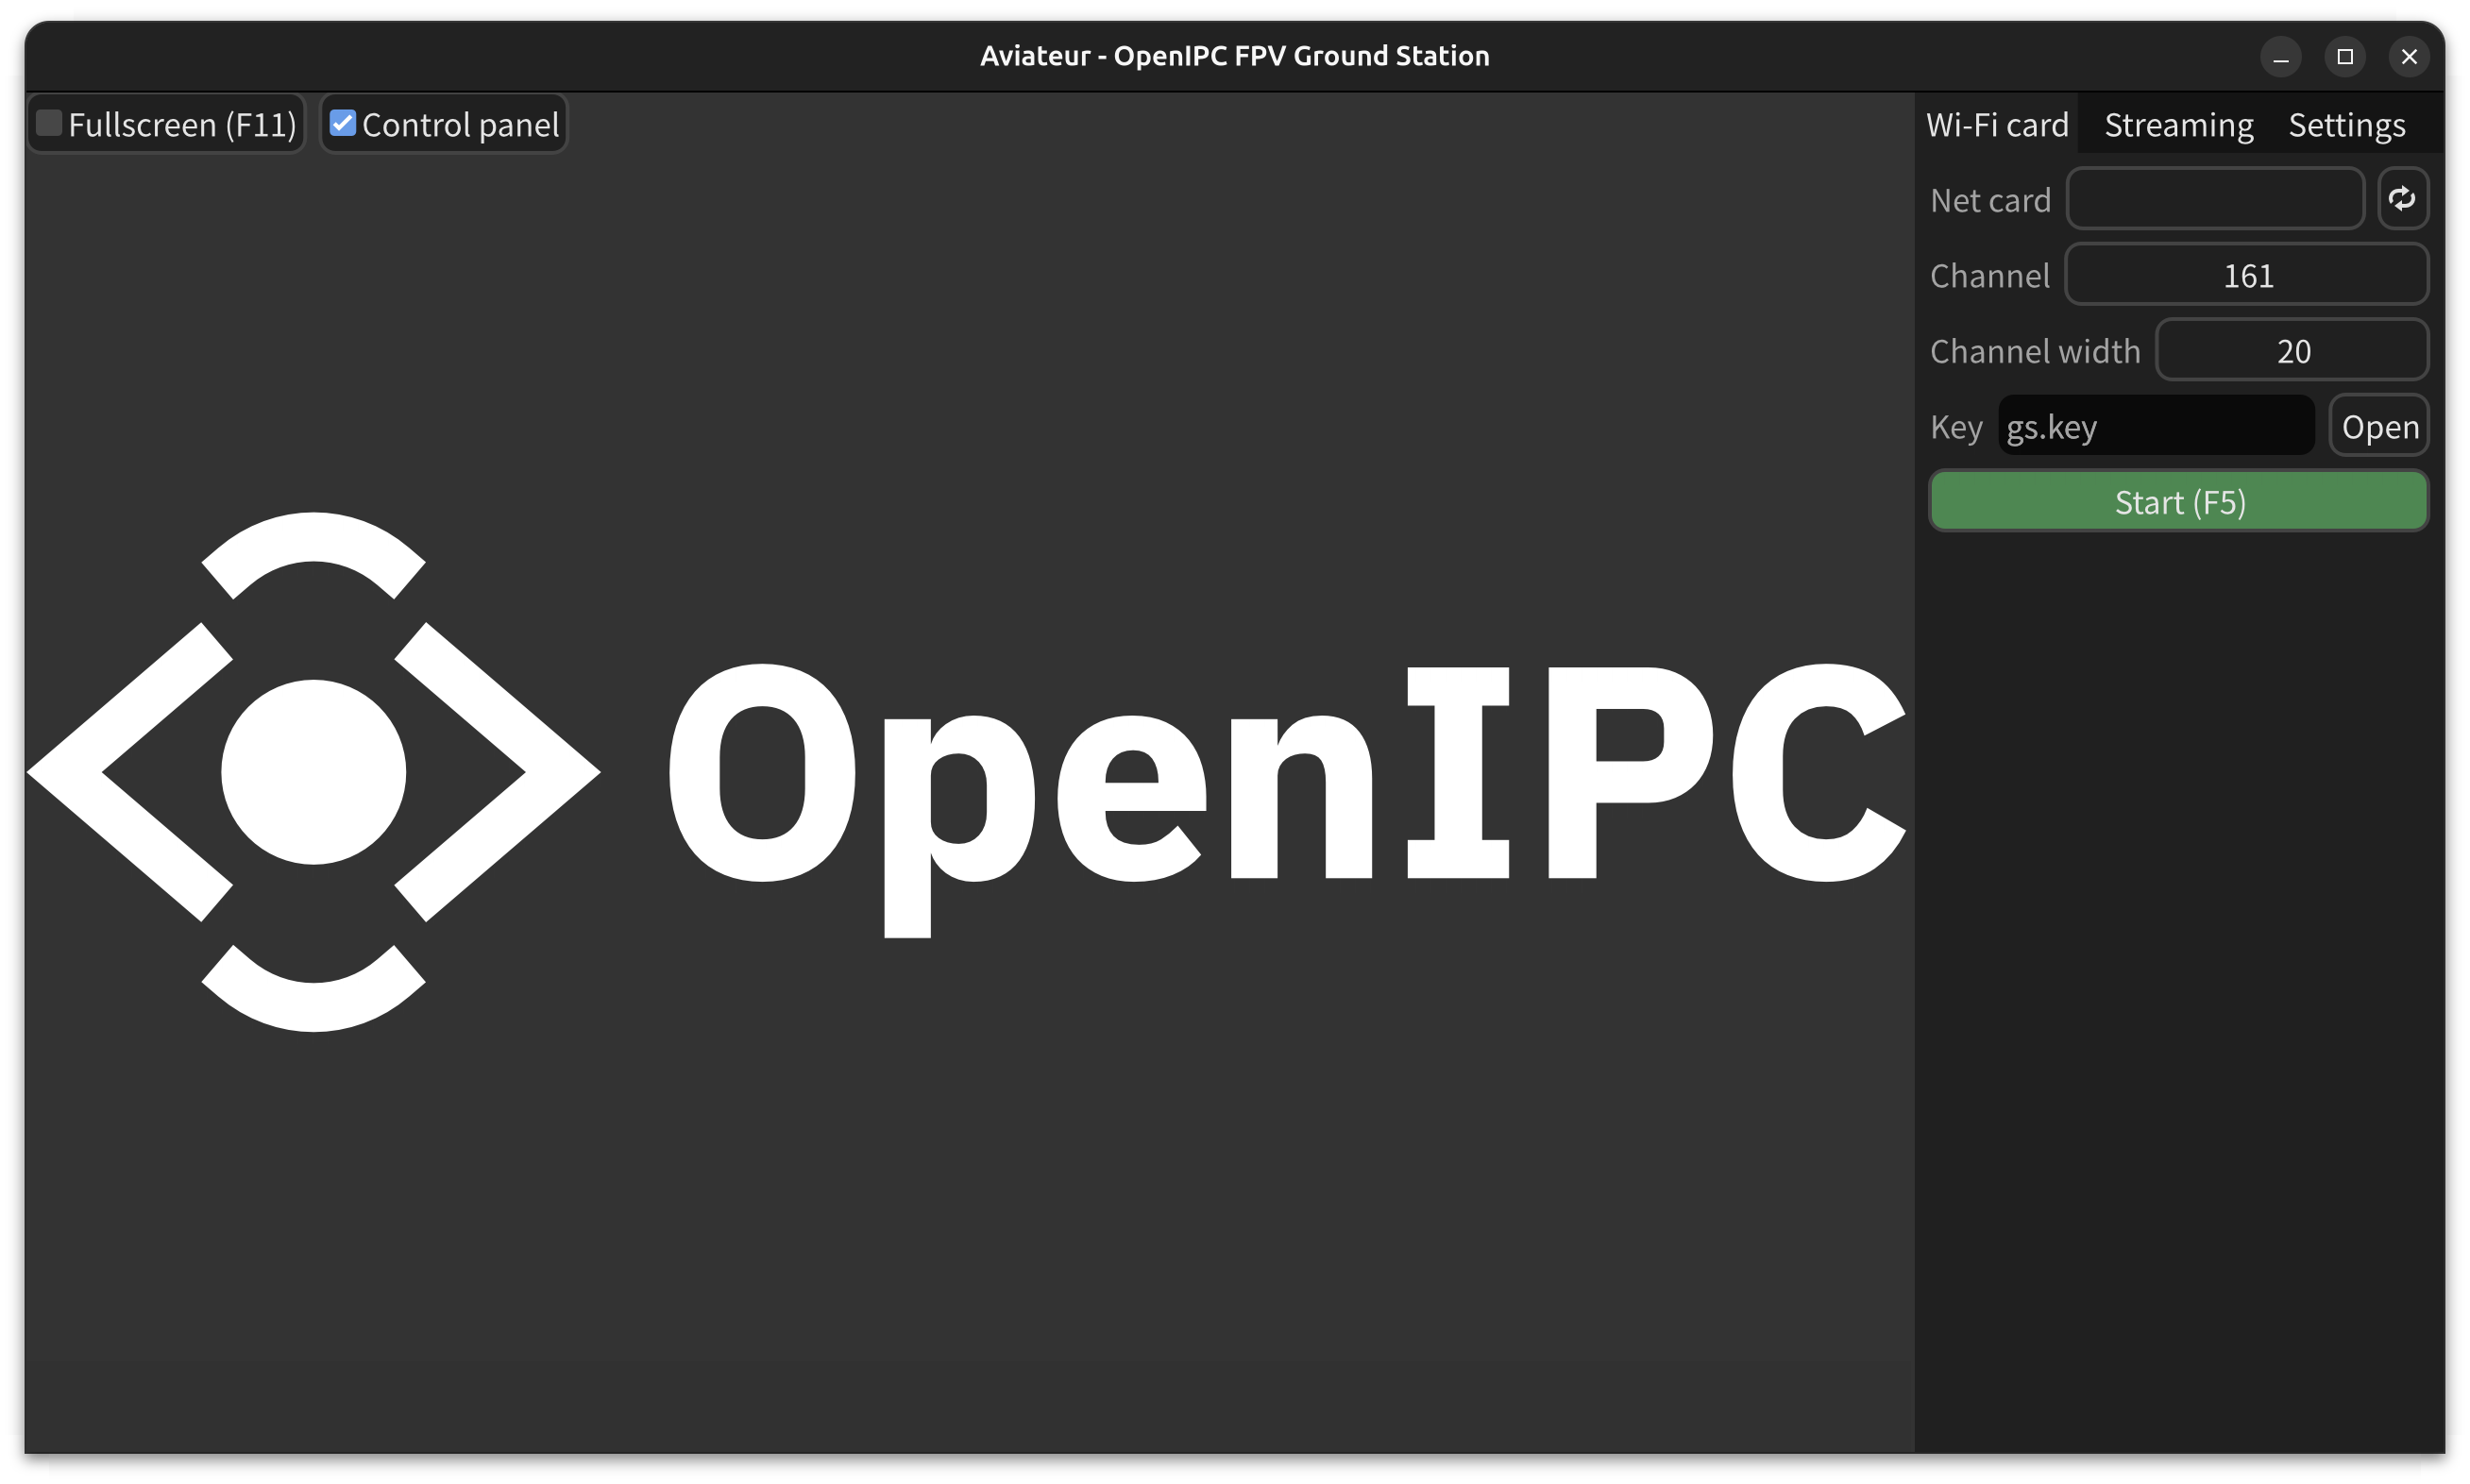 Aviateur - OpenIPC FPV Ground Station
Fullscreen (F11) Control panel
Wi-Fi card Streaming Settings
Net card
Channel 161
Channel width 20
Key gs.key Open
Start (F5)
OpenIPC